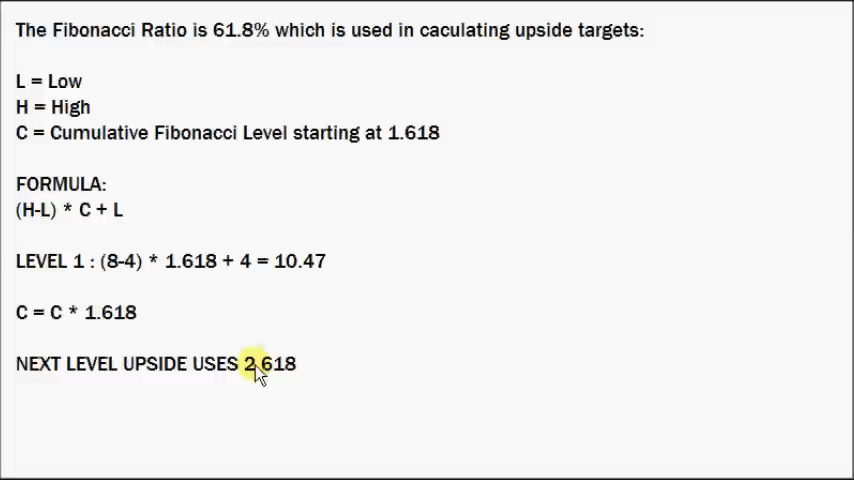 The Fibonacci Ratio is 61.8% which is used in caculating upside targets:
L = Low
H = High
C = Cumulative Fibonacci Level starting at 1.618
FORMULA:
(H-L) * C + L
LEVEL 1 : (8-4) * 1.618 + 4 = 10.47
C = C * 1.618
NEXT LEVEL UPSIDE USES 2.618